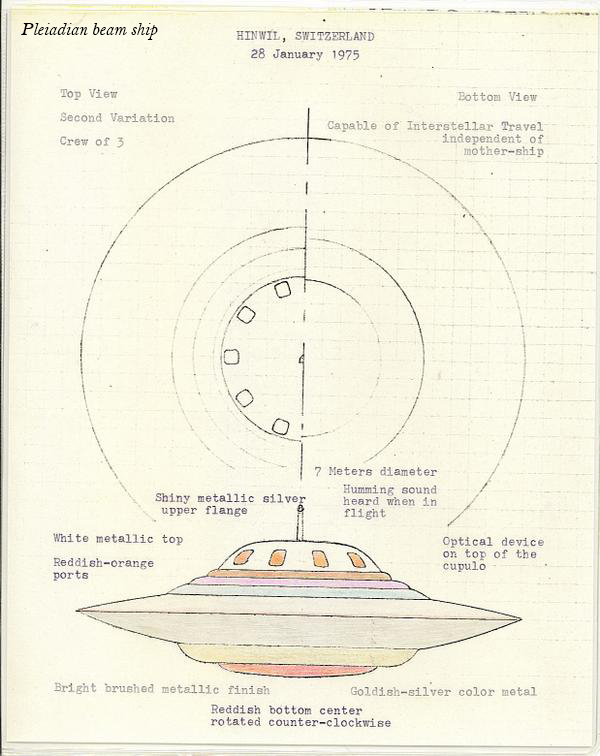 Pleiadian beam ship
HINWIL, SWITZERLAND
28 January 1975
Top View
Second Variation
Crew of 3
Bottom View
Capable of Interstellar Travel
independent of
mother-ship
7 Meters diameter
Humming sound
heard when in
flight
Shiny metallic silver
upper flange
White metallic top
Reddish-orange
ports
Optical device
on top of the
cupulo
Bright brushed metallic finish
Goldish-silver color metal
Reddish bottom center
rotated counter-clockwise